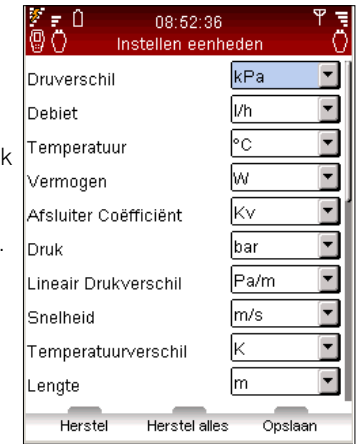 08:52:36
Instellen eenheden
Druverschil kPa
Debiet l/h
Temperatuur °C
k
Vermogen W
Afsluiter Coëfficiënt Kv
.
Druk bar
Lineair Drukverschil Pa/m
Snelheid m/s
Temperatuurverschil K
Lengte m
Herstel Herstel alles Opslaan